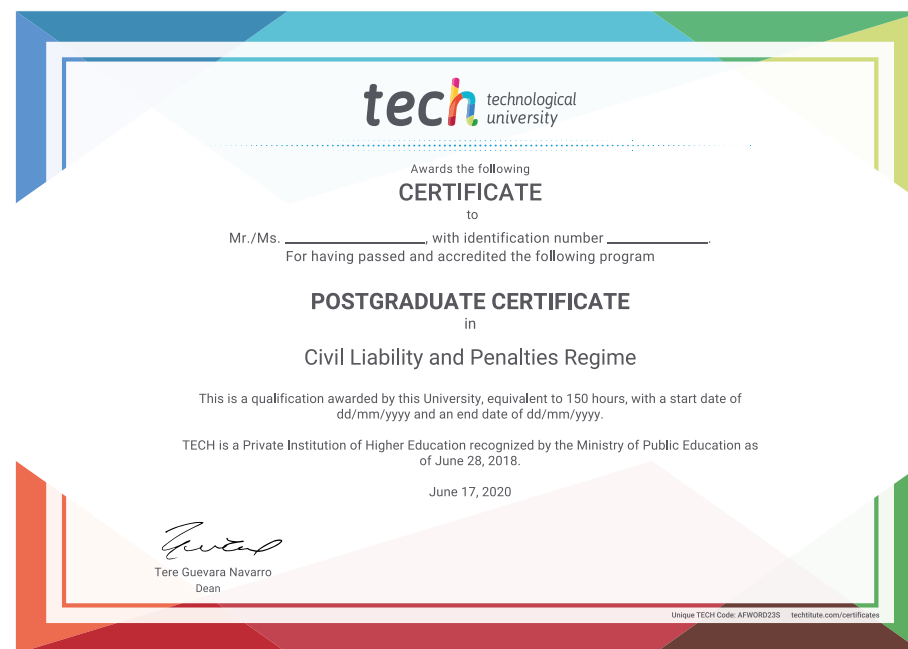 tech technological
university
Awards the following
CERTIFICATE
to
Mr./Ms. ____________________, with identification number ______________.
For having passed and accredited the following program
POSTGRADUATE CERTIFICATE
in
Civil Liability and Penalties Regime
This is a qualification awarded by this University, equivalent to 150 hours, with a start date of
dd/mm/yyyy and an end date of dd/mm/yyyy.
TECH is a Private Institution of Higher Education recognized by the Ministry of Public Education as
of June 28, 2018.
June 17, 2020
Tere Guevara Navarro
Dean
Unique TECH Code: AFWORD23S techtitute.com/certificates